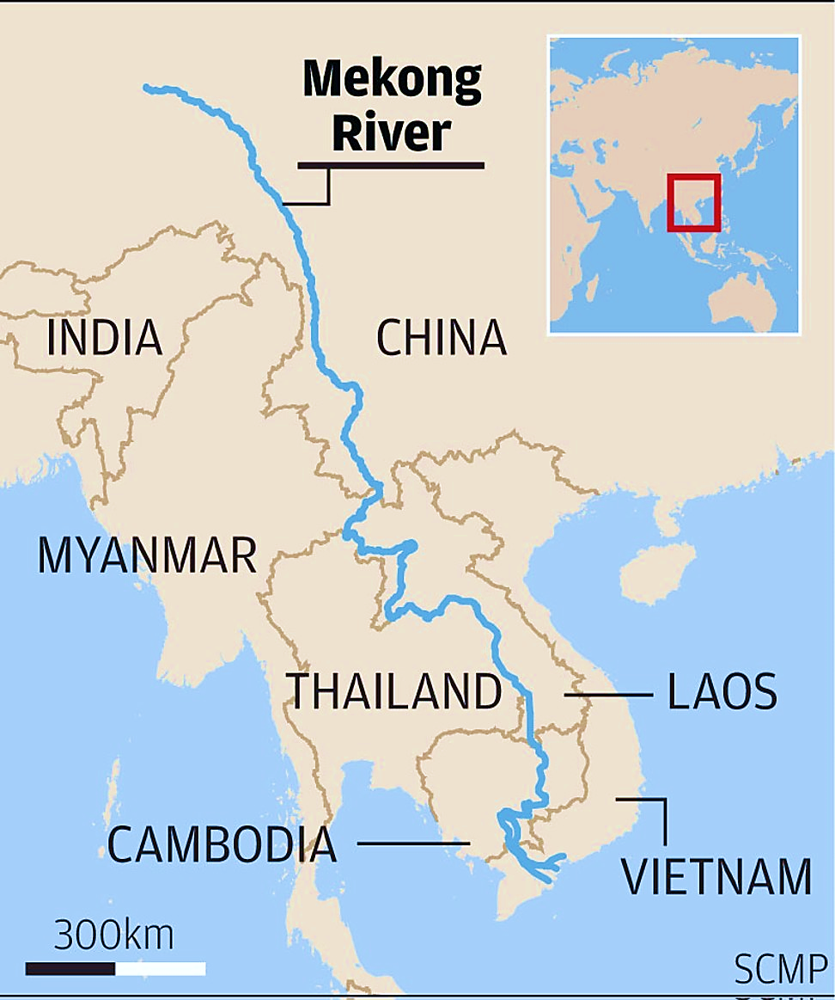 Mekong
River
INDIA
CHINA
MYANMAR
THAILAND
LAOS
CAMBODIA
VIETNAM
300km
SCMP